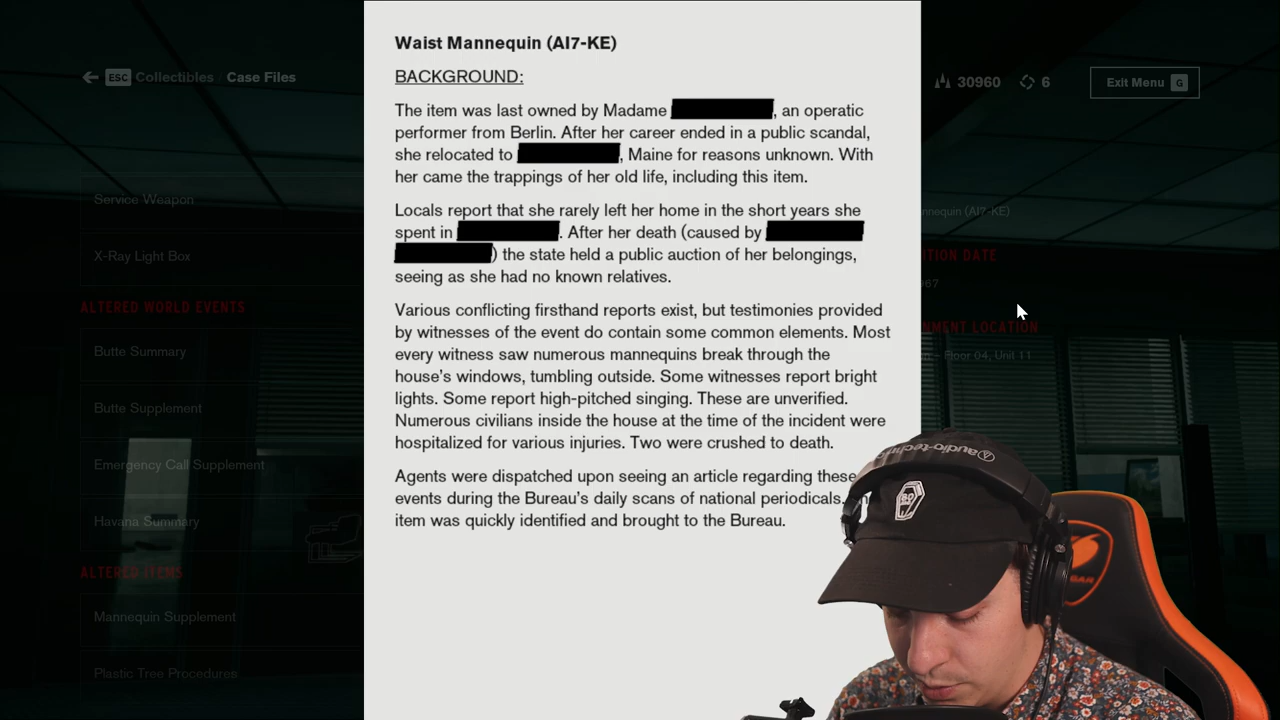 Waist Mannequin (AI7-KE)
BACKGROUND:
The item was last owned by Madame , an operatic
performer from Berlin. After her career ended in a public scandal,
she relocated to , Maine for reasons unknown. With
her came the trappings of her old life, including this item.
Locals report that she rarely left her home in the short years she
spent in . After her death (caused by
) the state held a public auction of her belongings,
seeing as she had no known relatives.
Various conflicting firsthand reports exist, but testimonies provided
by witnesses of the event do contain some common elements. Most
every witness saw numerous mannequins break through the
house's windows, tumbling outside. Some witnesses report bright
lights. Some report high-pitched singing. These are unverified.
Numerous civilians inside the house at the time of the incident were
hospitalized for various injuries. Two were crushed to death.
Agents were dispatched upon seeing an article regarding these
events during the Bureau's daily scans of national periodicals.
item was quickly identified and brought to the Bureau.
ESC Collectibles / Case Files
30960 6
Exit Menu G
Service Weapon
X-Ray Light Box
ALTERED WORLD EVENTS
Butte Summary
Butte Supplement
Emergency Call Supplement
Havana Summary
ALTERED ITEMS
Mannequin Supplement
Plastic Tree Procedures
(AI7-KE)
DATE
67
LOCATION
Floor 04, Unit 11
audio-technica